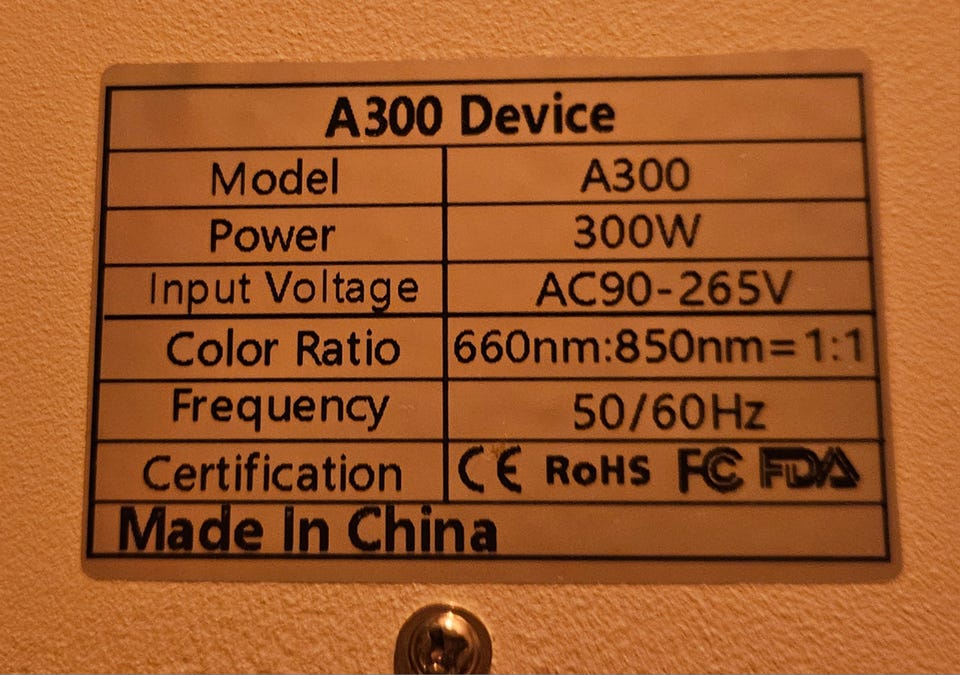 A300 Device
Model A300
Power 300W
Input Voltage AC90-265V
Color Ratio 660nm:850nm=1:1
Frequency 50/60Hz
Certification CE RoHS FC FDA
Made In China